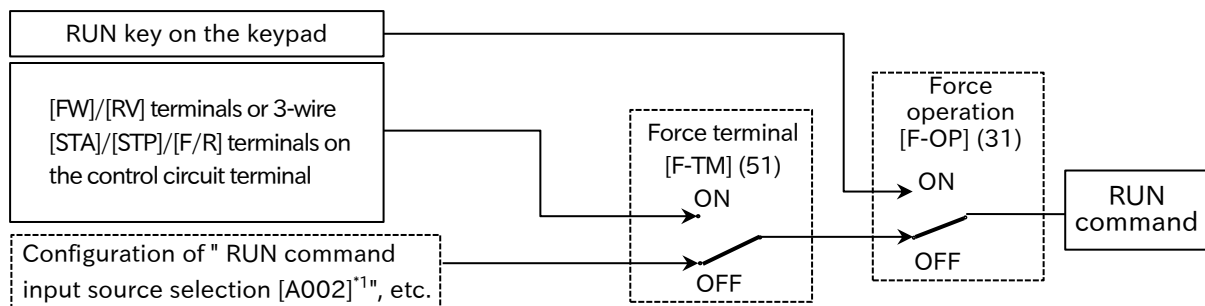 RUN key on the keypad
[FW]/[RV] terminals or 3-wire
[STA]/[STP]/[F/R] terminals on
the control circuit terminal
Configuration of " RUN command
input source selection [A002]*1", etc.
Force terminal
[F-TM] (51)
ON
OFF
Force
operation
[F-OP] (31)
ON
OFF
RUN
command